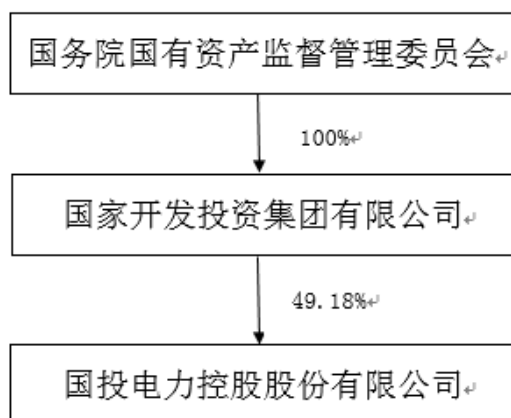 国务院国有资产监督管理委员会
100%
国家开发投资集团有限公司
49.18%
国投电力控股股份有限公司